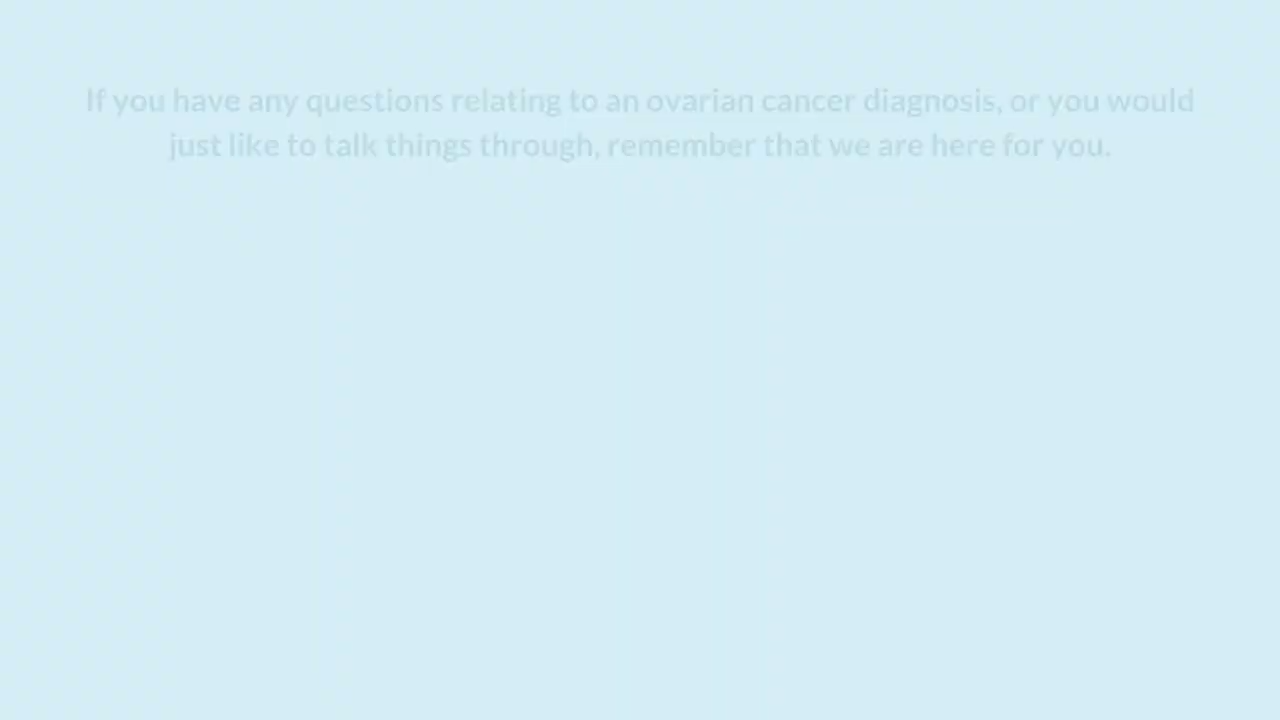 If you have any questions relating to an ovarian cancer diagnosis, or you would
just like to talk things through, remember that we are here for you.